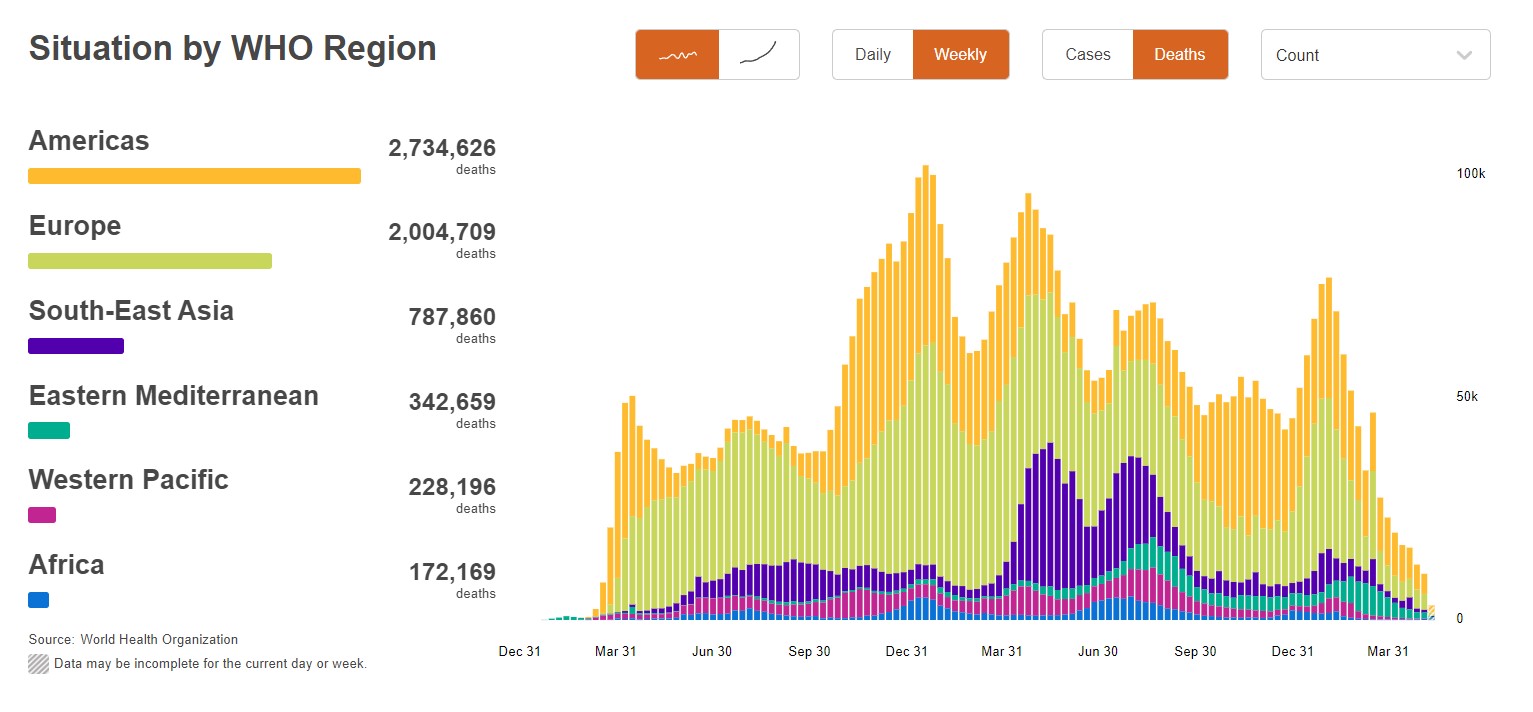 Situation by WHO Region
Daily
Weekly
Cases
Deaths
Count
Americas
2,734,626
deaths
Europe
2,004,709
deaths
South-East Asia
787,860
deaths
Eastern Mediterranean
342,659
deaths
Western Pacific
228,196
deaths
Africa
172,169
deaths
Source: World Health Organization
Data may be incomplete for the current day or week.
100k
50k
0
Dec 31 Mar 31 Jun 30 Sep 30 Dec 31 Mar 31 Jun 30 Sep 30 Dec 31 Mar 31